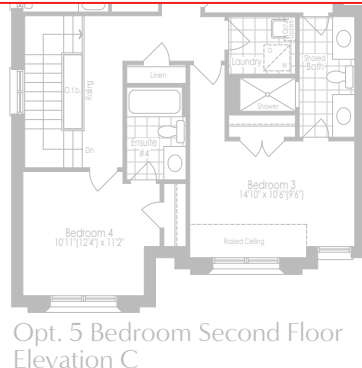 Linen
Laundry
D
W
Shared
Bath
O.t.b.
Railing
Shower
Ensuite
#4
Dn
Bedroom 3
14'10" x 10'6"(9'6")
Bedroom 4
10'11"(12'4") x 11'2"
Raised Ceiling
Opt. 5 Bedroom Second Floor
Elevation C